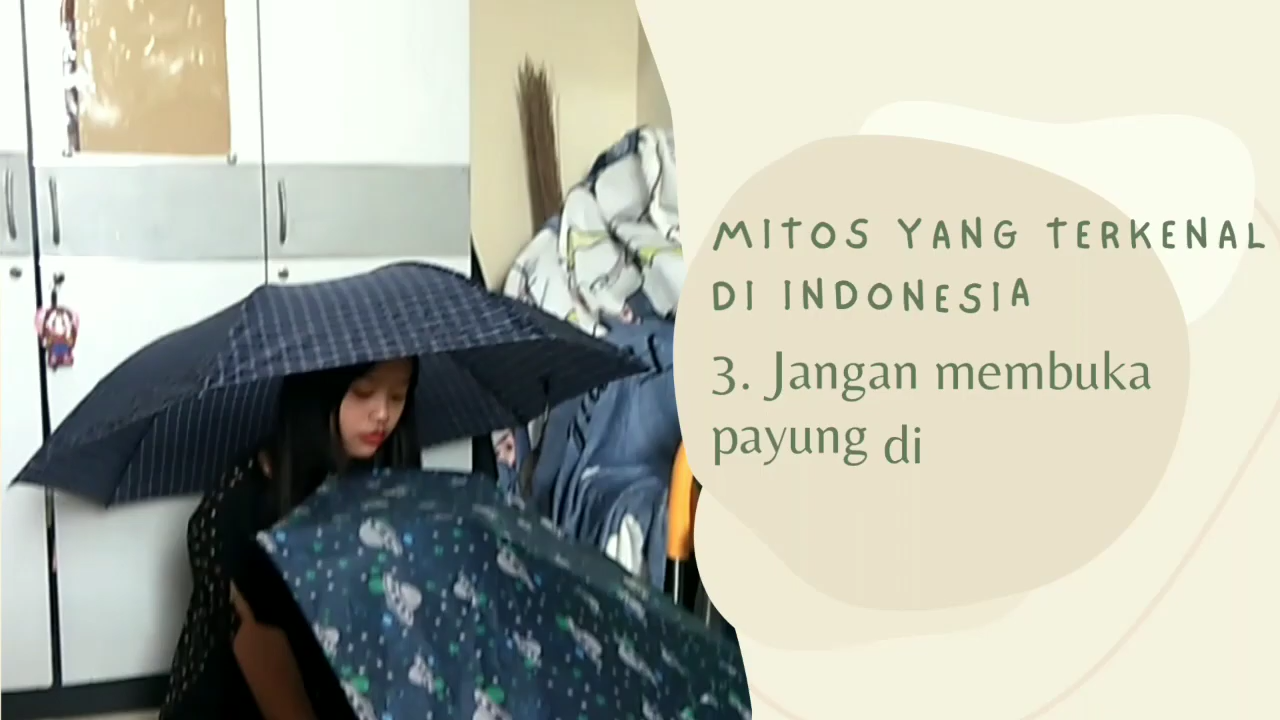 MITOS YANG TERKENAL
DI INDONESIA
3. Jangan membuka
payung di